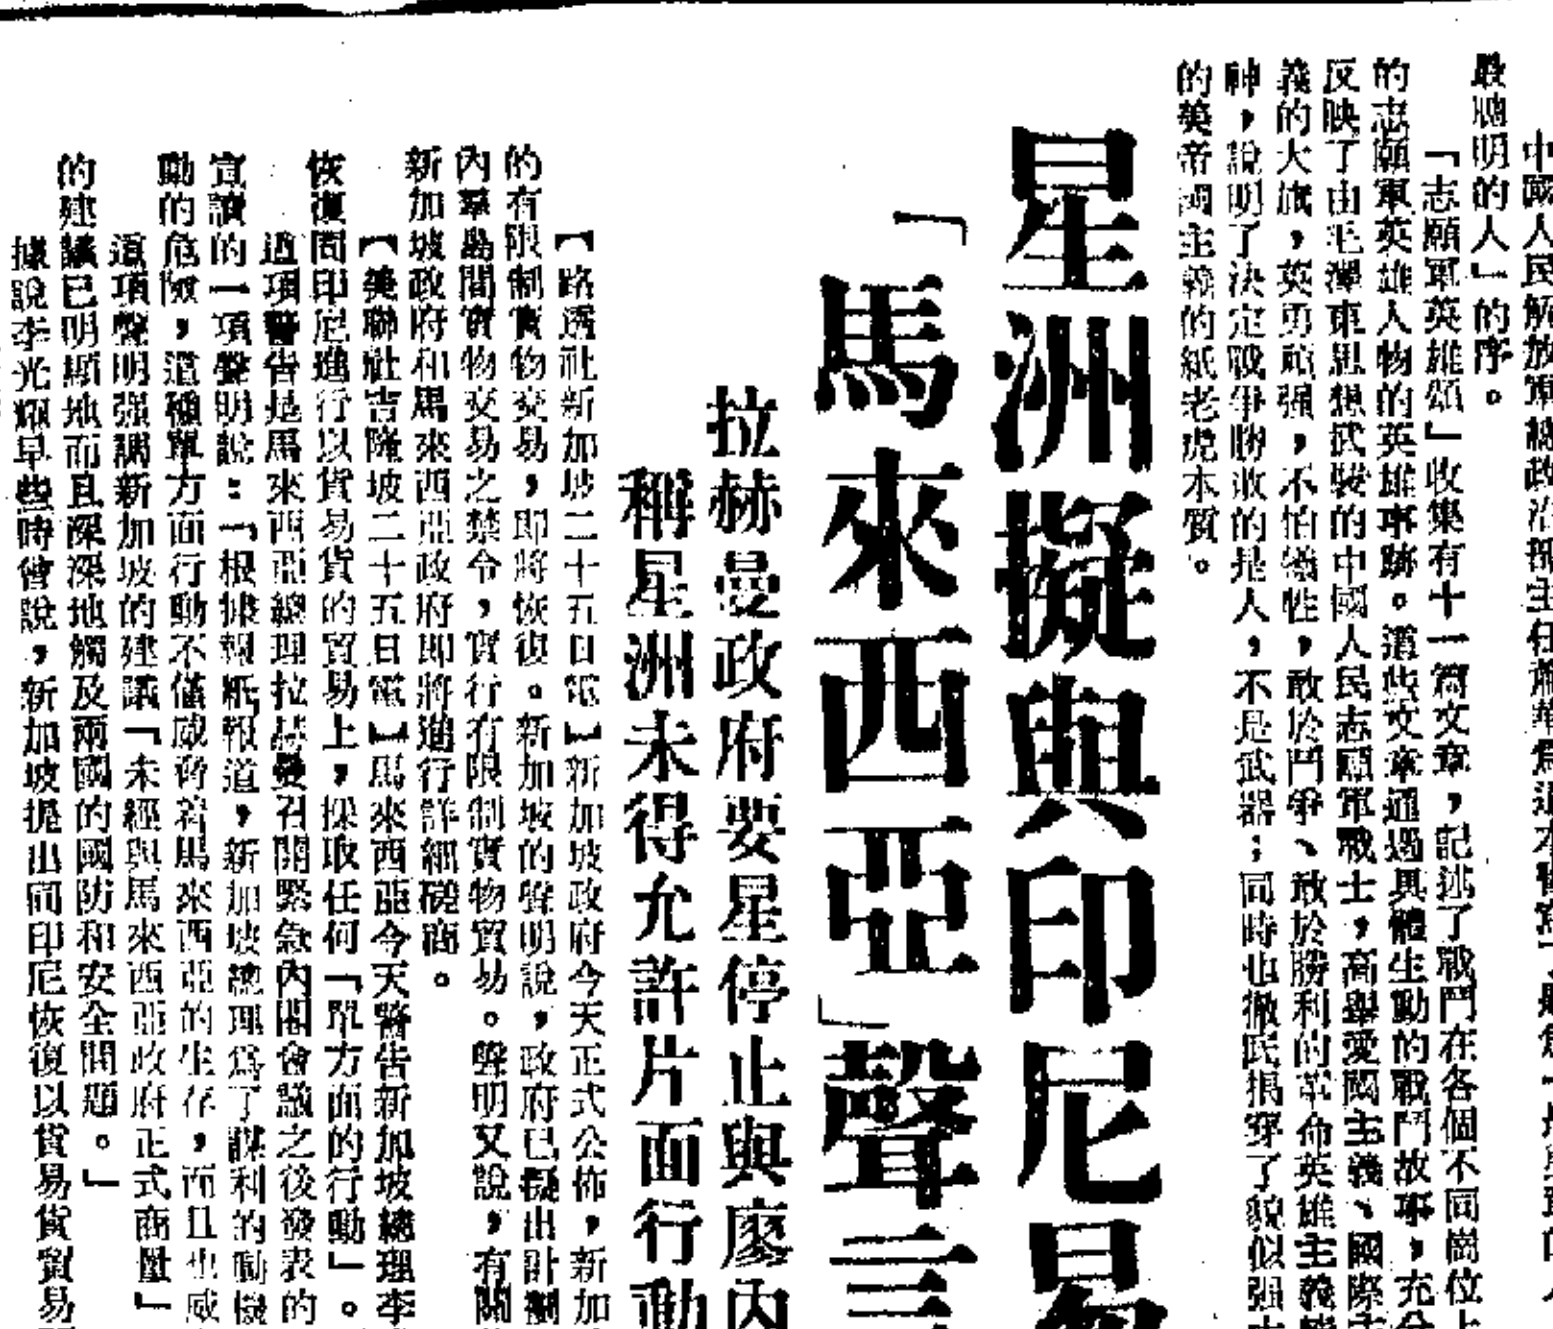 中國人民解放軍總政治部主任蕭華為這本書寫了
最聰明的人」的序。
「志願軍英雄頌」收集有十一篇文章，記述了戰鬥在各個不同崗位上
的志願軍英雄人物的英雄事跡。這些文章通過具體生動的戰鬥故事，充分
反映了由毛澤東思想武裝的中國人民志願軍戰士，高舉愛國主義、國際主
義的大旗，英勇頑强，不怕犧牲，敢於鬥爭、敢於勝利的革命英雄主義精
神，說明了決定戰爭勝敗的是人，不是武器；同時也徹底揭穿了貌似强大
的美帝國主義的紙老虎本質。
星洲擬與印尼易
「馬來西亞」聲言
拉赫曼政府要星停止與廖內
稱星洲未得允許片面行動
【路透社新加坡二十五日電】新加坡政府今天正式公佈，新加
的有限制實物交易，即將恢復。新加坡的聲明說，政府已擬出計劃
內羣島間實物交易之禁令，實行有限制實物貿易。聲明又說，有關
新加坡政府和馬來西亞政府即將進行詳細磋商。
【美聯社吉隆坡二十五日電】馬來西亞今天警告新加坡總理李
恢復同印尼進行以貨易貨的貿易上，採取任何「單方面的行動」。
這項警告是馬來西亞總理拉赫曼召開緊急內閣會議之後發表的
宣讀的一項聲明說：「根據報紙報道，新加坡總理為了謀利的動機
動的危險，這種單方面行動不僅威脅着馬來西亞的生存，而且也威
這項聲明强調新加坡的建議「未經與馬來西亞政府正式商量」
的建議已明顯地而且深深地觸及兩國的國防和安全問題。」
據說李光耀早些時曾說，新加坡提出同印尼恢復以貨易貨貿易